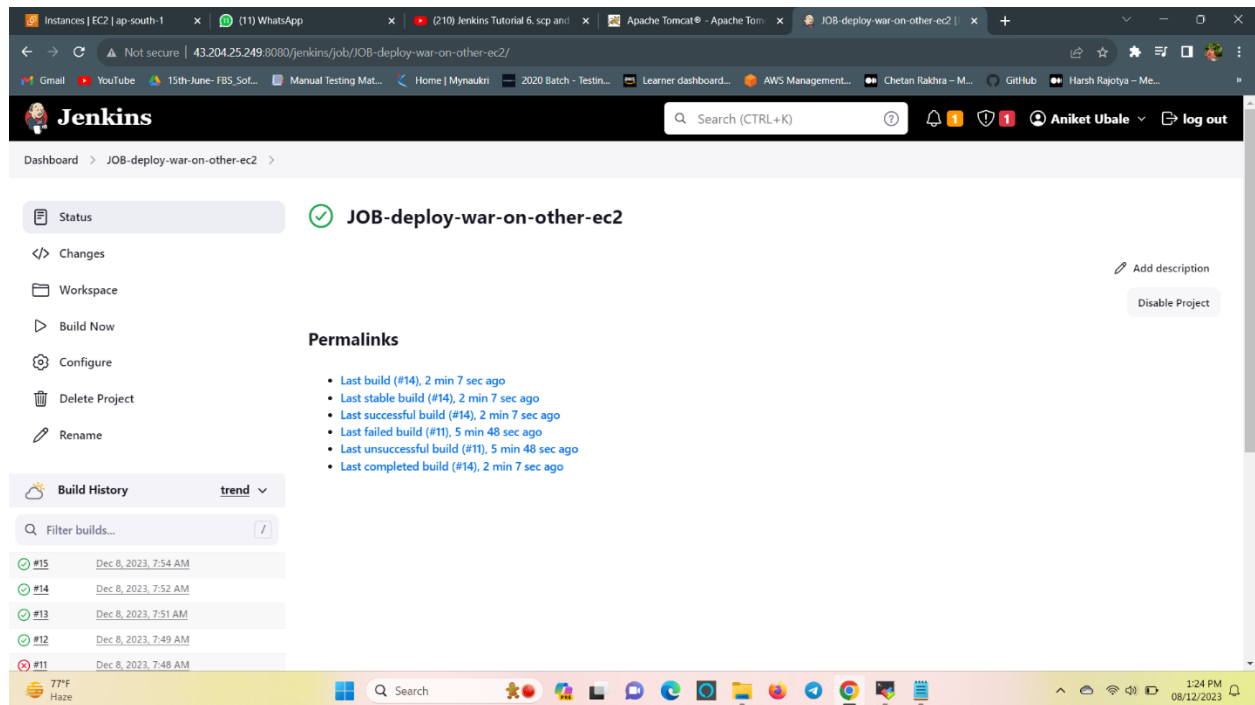 Instances | EC2 | ap-south-1
(11) WhatsApp
(210) Jenkins Tutorial 6. scp and
Apache Tomcat® - Apache Tom
JOB-deploy-war-on-other-ec2 [J
Not secure | 43.204.25.249:8080/jenkins/job/JOB-deploy-war-on-other-ec2/
Gmail
YouTube
15th-June- FBS_Sof...
Manual Testing Mat...
Home | Mynaukri
2020 Batch - Testin...
Learner dashboard...
AWS Management...
Chetan Rakhra – M...
GitHub
Harsh Rajotya – Me...
»
Jenkins
Search (CTRL+K)
1
1
Aniket Ubale
log out
Dashboard > JOB-deploy-war-on-other-ec2 >
Status
</> Changes
Workspace
Build Now
Configure
Delete Project
Rename
JOB-deploy-war-on-other-ec2
Add description
Disable Project
Permalinks
• Last build (#14), 2 min 7 sec ago
• Last stable build (#14), 2 min 7 sec ago
• Last successful build (#14), 2 min 7 sec ago
• Last failed build (#11), 5 min 48 sec ago
• Last unsuccessful build (#11), 5 min 48 sec ago
• Last completed build (#14), 2 min 7 sec ago
Build History trend
Filter builds... /
#15 Dec 8, 2023, 7:54 AM
#14 Dec 8, 2023, 7:52 AM
#13 Dec 8, 2023, 7:51 AM
#12 Dec 8, 2023, 7:49 AM
#11 Dec 8, 2023, 7:48 AM
77°F
Haze
Search
1:24 PM
08/12/2023